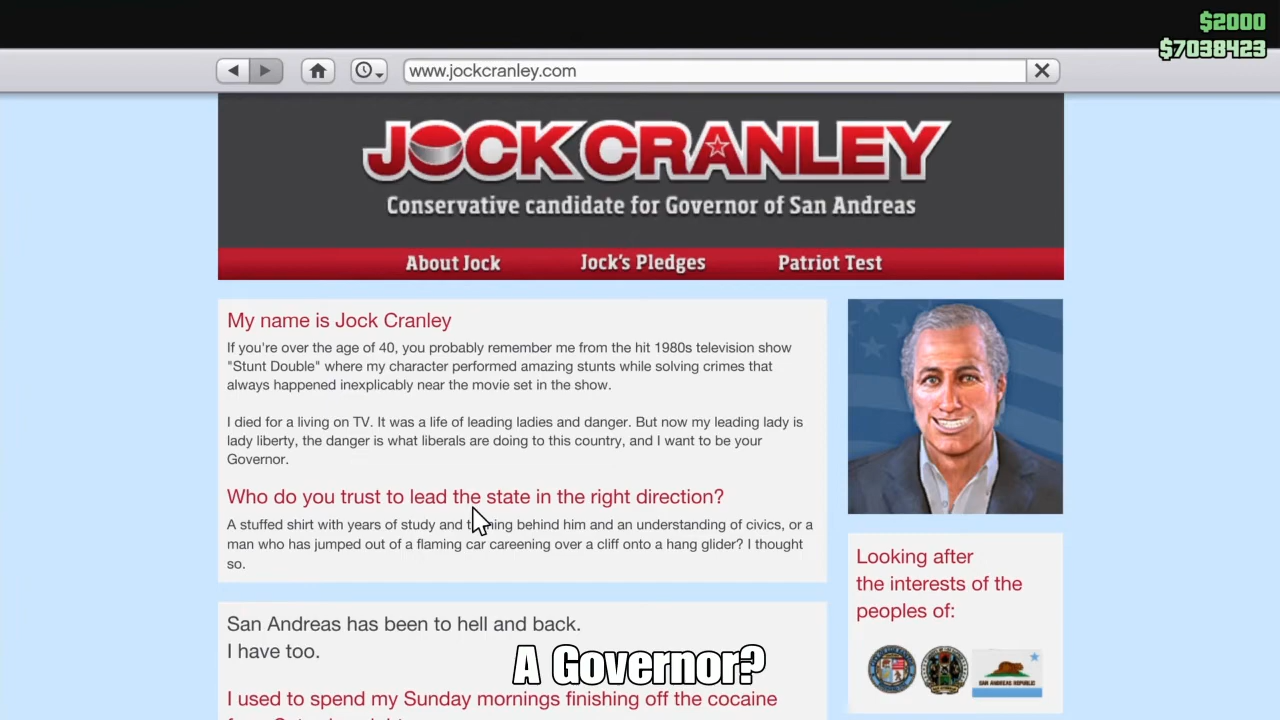 $2000
$7038423
www.jockcranley.com
JOCK CRANLEY
Conservative candidate for Governor of San Andreas
About Jock
Jock's Pledges
Patriot Test
My name is Jock Cranley
If you're over the age of 40, you probably remember me from the hit 1980s television show
"Stunt Double" where my character performed amazing stunts while solving crimes that
always happened inexplicably near the movie set in the show.
I died for a living on TV. It was a life of leading ladies and danger. But now my leading lady is
lady liberty, the danger is what liberals are doing to this country, and I want to be your
Governor.
Who do you trust to lead the state in the right direction?
A stuffed shirt with years of study and behind him and an understanding of civics, or a
man who has jumped out of a flaming car careening over a cliff onto a hang glider? I thought
so.
San Andreas has been to hell and back.
I have too.
I used to spend my Sunday mornings finishing off the cocaine
Looking after
the interests of the
peoples of:
SAN ANDREAS REPUBLIC
A Governor?